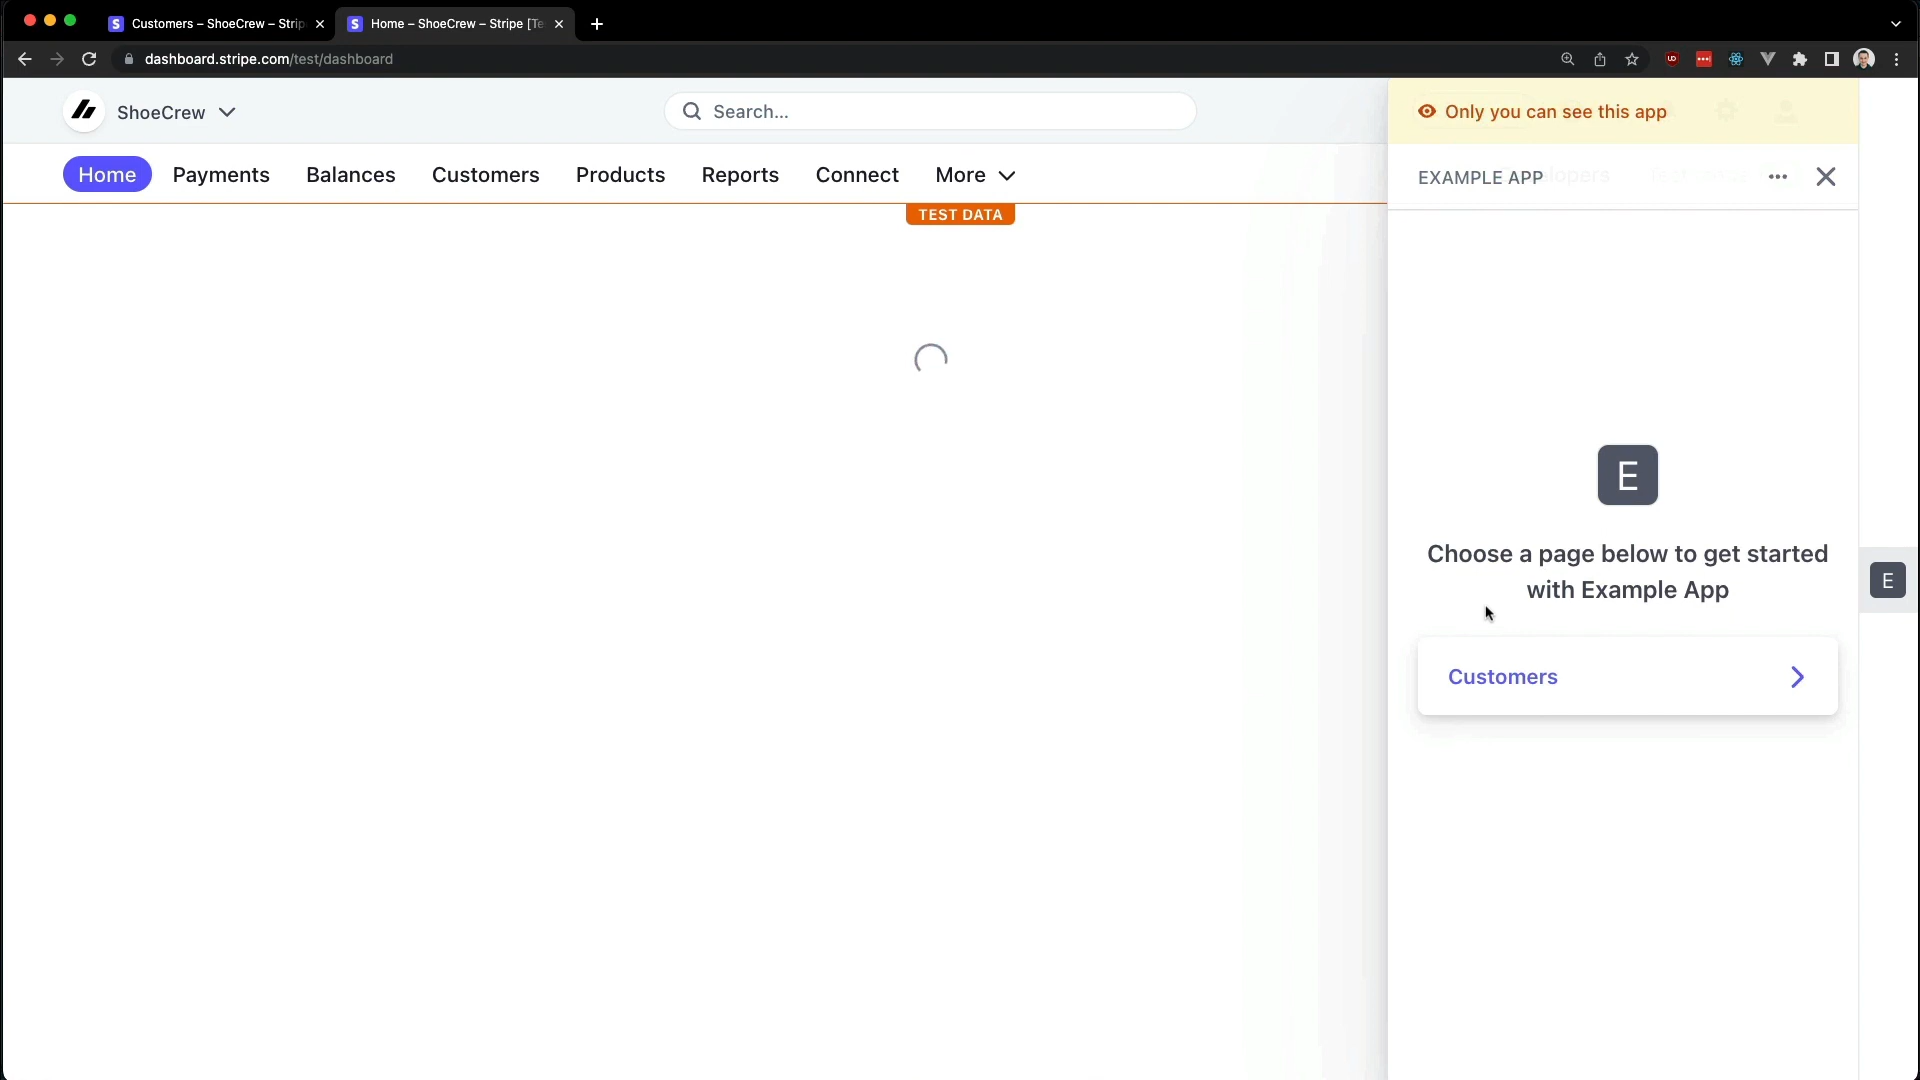 Customers – ShoeCrew – Strip
Home – ShoeCrew – Stripe [Te
dashboard.stripe.com/test/dashboard
ShoeCrew
Search...
Only you can see this app
Home
Payments
Balances
Customers
Products
Reports
Connect
More
EXAMPLE APP
TEST DATA
E
Choose a page below to get started
with Example App
E
Customers